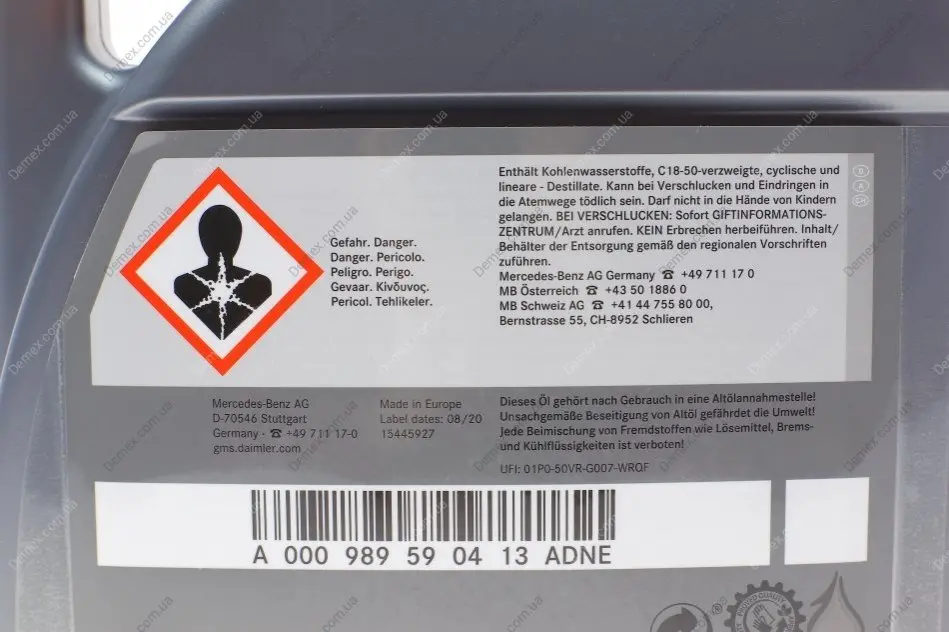 Gefahr. Danger.
Danger. Pericolo.
Peligro. Perigo.
Gevaar. Κίνδυνος.
Pericol. Tehlikeler.
Enthält Kohlenwasserstoffe, C18-50-verzweigte, cyclische und
lineare - Destillate. Kann bei Verschlucken und Eindringen in
die Atemwege tödlich sein. Darf nicht in die Hände von Kindern
gelangen. BEI VERSCHLUCKEN: Sofort GIFTINFORMATIONS-
ZENTRUM/Arzt anrufen. KEIN Erbrechen herbeiführen. Inhalt/
Behälter der Entsorgung gemäß den regionalen Vorschriften
zuführen.
Mercedes-Benz AG Germany ☎ +49 711 17 0
MB Österreich ☎ +43 50 1886 0
MB Schweiz AG ☎ +41 44 755 80 00,
Bernstrasse 55, CH-8952 Schlieren
D
A
CH
Mercedes-Benz AG
D-70546 Stuttgart
Germany · ☎ +49 711 17-0
gms.daimler.com
Made in Europe
Label dates: 08/20
15445927
Dieses Öl gehört nach Gebrauch in eine Altölannahmestelle!
Unsachgemäße Beseitigung von Altöl gefährdet die Umwelt!
Jede Beimischung von Fremdstoffen wie Lösemittel, Brems-
und Kühlflüssigkeiten ist verboten!
UFI: 01P0-50VR-G007-WRQF
A 000 989 59 04 13 ADNE
Demex.com.ua